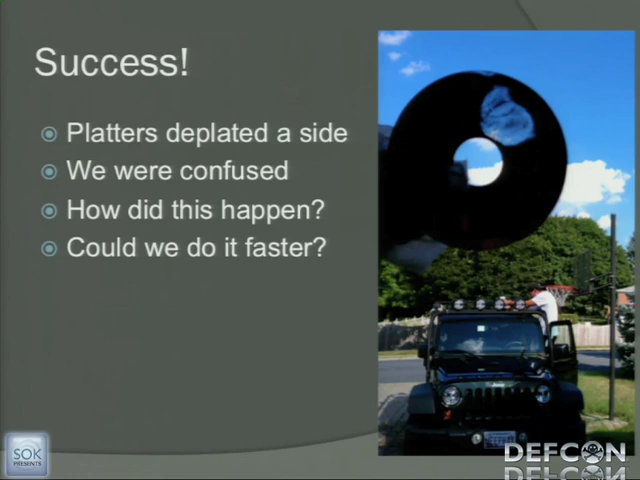 Success!
Platters deplated a side
We were confused
How did this happen?
Could we do it faster?
SOK
PRESENTS
DEFCON